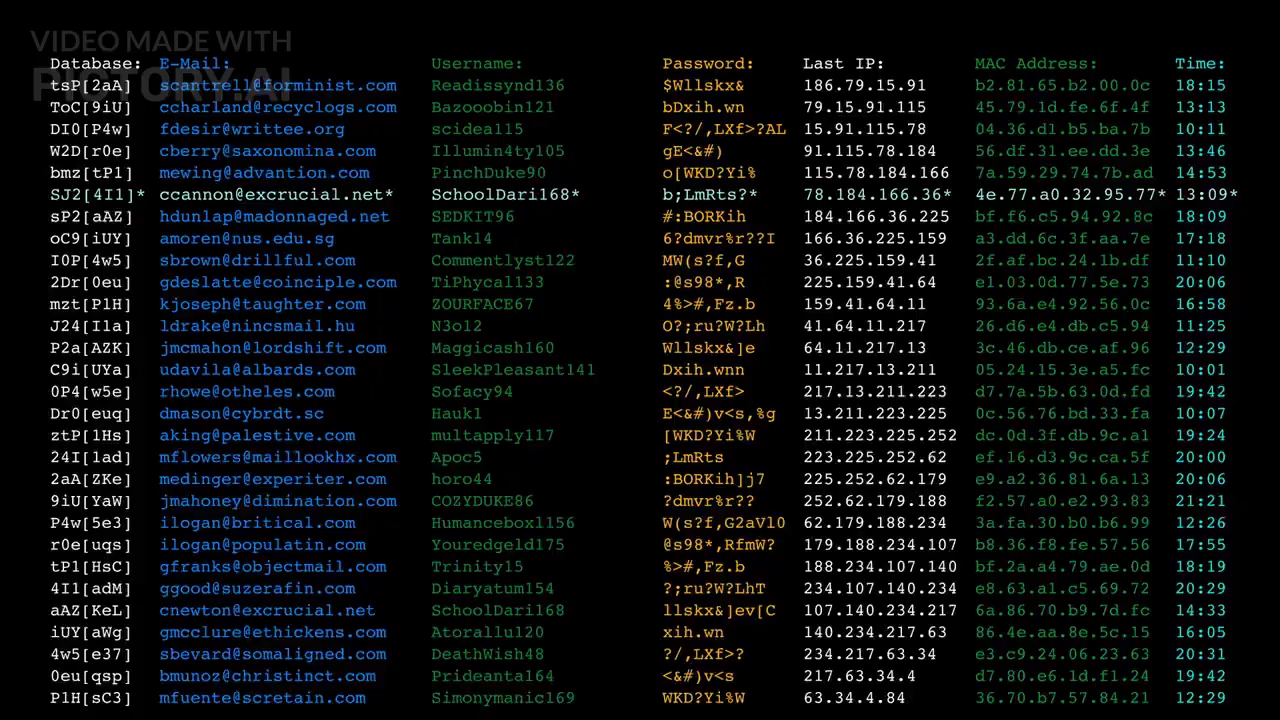 VIDEO MADE WITH
PICTORY.AI
Database: E-Mail: Username: Password: Last IP: MAC Address: Time:
tsP[2aA] scantrell@forminist.com Readissynd136 $Wllskx& 186.79.15.91 b2.81.65.b2.00.0c 18:15
ToC[9iU] ccharland@recyclogs.com Bazooobin121 bDxih.wn 79.15.91.115 45.79.1d.fe.6f.4f 13:13
DI0[P4w] fdesir@writtee.org scidea115 F<?/,LXf>?AL 15.91.115.78 04.36.d1.b5.ba.7b 10:11
W2D[r0e] cberry@saxonomina.com Illumin4ty105 gE<&#) 91.115.78.184 56.df.31.ee.dd.3e 13:46
bmz[tP1] mewing@advantion.com PinchDuke90 o[WKD?Yi% 115.78.184.166 7a.59.29.74.7b.ad 14:53
SJ2[4I1]* ccannon@excrucial.net* SchoolDari168* b;LmRts?* 78.184.166.36* 4e.77.a0.32.95.77* 13:09*
sP2[aAZ] hdunlap@madonnaged.net SEDKIT96 #:BORKih 184.166.36.225 bf.f6.c5.94.92.8c 18:09
oC9[iUY] amoren@nus.edu.sg Tank14 6?dmvr%r??I 166.36.225.159 a3.dd.6c.3f.aa.7e 17:18
I0P[4w5] sbrown@drillful.com Commentlyst122 MW(s?f,G 36.225.159.41 2f.af.bc.24.1b.df 11:10
2Dr[0eu] gdeslatte@coinciple.com TiPhycal133 :@s98*,R 225.159.41.64 e1.03.0d.77.5e.73 20:06
mzt[P1H] kjoseph@taughter.com ZOURFACE67 4%>#,Fz.b 159.41.64.11 93.6a.e4.92.56.0c 16:58
J24[I1a] ldrake@nincsmail.hu N3o12 O?;ru?W?Lh 41.64.11.217 26.d6.e4.db.c5.94 11:25
P2a[AZK] jmcmahon@lordshift.com Maggicash160 Wllskx&]e 64.11.217.13 3c.46.db.ce.af.96 12:29
C9i[UYa] udavila@albards.com SleekPleasant141 Dxih.wnn 11.217.13.211 05.24.15.3e.a5.fc 10:01
0P4[w5e] rhowe@otheles.com Sofacy94 <?/,LXf> 217.13.211.223 d7.7a.5b.63.0d.fd 19:42
Dr0[euq] dmason@cybrdt.sc Hauk1 E<&#)v<s,%g 13.211.223.225 0c.56.76.bd.33.fa 10:07
ztP[1Hs] aking@palestive.com multapply117 [WKD?Yi%W 211.223.225.252 dc.0d.3f.db.9c.a1 19:24
24I[1ad] mflowers@maillookhx.com Apoc5 ;LmRts 223.225.252.62 ef.16.d3.9c.ca.5f 20:00
2aA[ZKe] medinger@experiter.com horo44 :BORKih]j7 225.252.62.179 e9.a2.36.81.6a.13 20:06
9iU[YaW] jmahoney@dimination.com COZYDUKE86 ?dmvr%r?? 252.62.179.188 f2.57.a0.e2.93.83 21:21
P4w[5e3] ilogan@britical.com Humancebox1156 W(s?f,G2aVl0 62.179.188.234 3a.fa.30.b0.b6.99 12:26
r0e[uqs] ilogan@populatin.com Youredgeld175 @s98*,RfmW? 179.188.234.107 b8.36.f8.fe.57.56 17:55
tP1[HsC] gfranks@objectmail.com Trinity15 %>#,Fz.b 188.234.107.140 bf.2a.a4.79.ae.0d 18:19
4I1[adM] ggood@suzerafin.com Diaryatum154 ?;ru?W?LhT 234.107.140.234 e8.63.a1.c5.69.72 20:29
aAZ[KeL] cnewton@excrucial.net SchoolDari168 llskx&]ev[C 107.140.234.217 6a.86.70.b9.7d.fc 14:33
iUY[aWg] gmcclure@ethickens.com Atorallu120 xih.wn 140.234.217.63 86.4e.aa.8e.5c.15 16:05
4w5[e37] sbevard@somaligned.com DeathWish48 ?/,LXf>? 234.217.63.34 e3.c9.24.06.23.63 20:31
0eu[qsp] bmunoz@christinct.com Prideanta164 <&#)v<s 217.63.34.4 d7.80.e6.1d.f1.24 19:42
P1H[sC3] mfuente@scretain.com Simonymanic169 WKD?Yi%W 63.34.4.84 36.70.b7.57.84.21 12:29